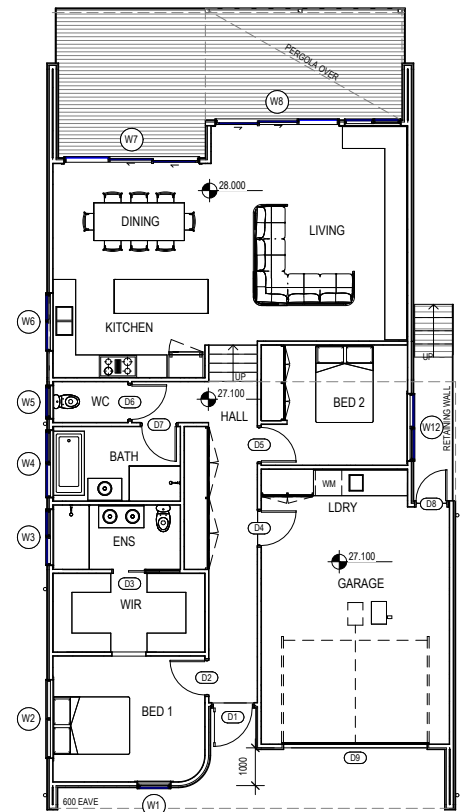 PERGOLA OVER
W8
W7
28.000
DINING
LIVING
W6
KITCHEN
UP
UP
W5
WC
D6
27.100
BED 2
HALL
D7
W12
RETAINING WALL
W4
BATH
D5
WM
D8
LDRY
W3
ENS
D4
27.100
D3
GARAGE
WIR
D2
BED 1
W2
D1
1000
D9
600 EAVE
W1